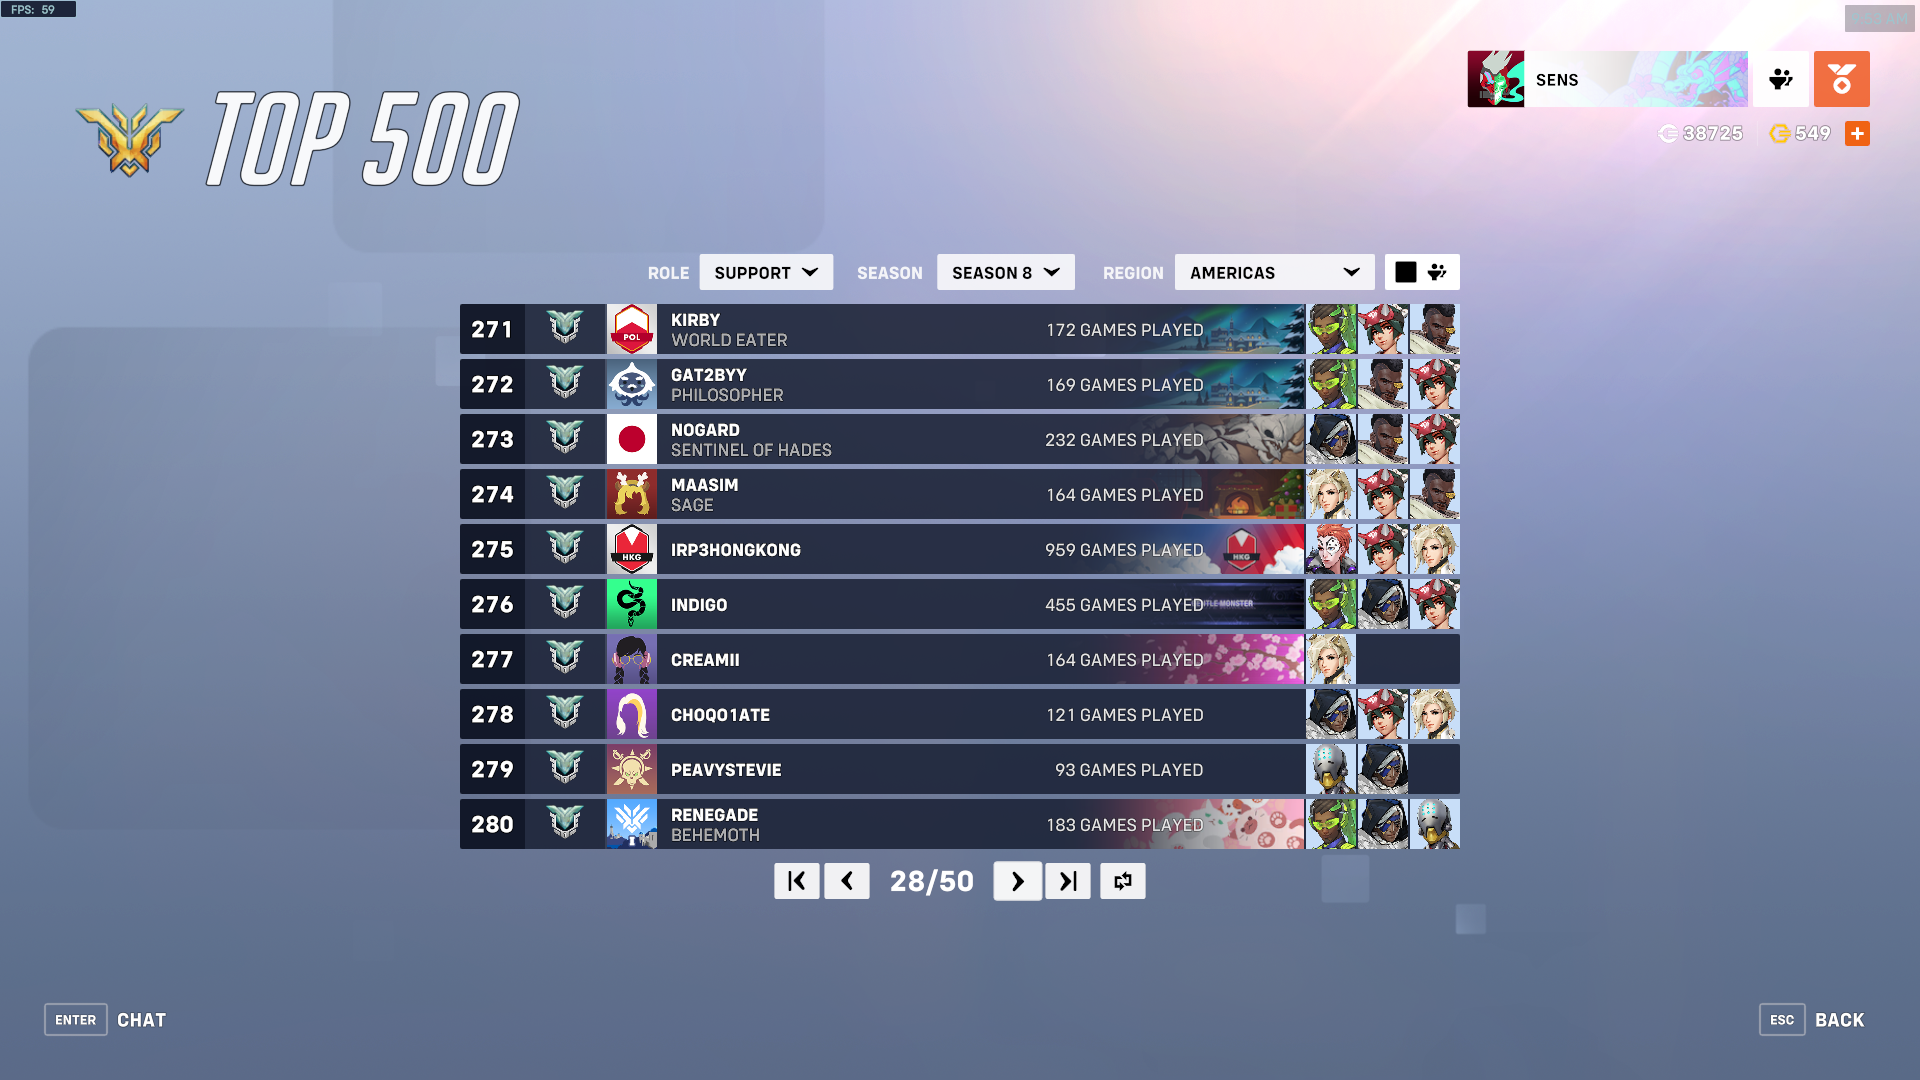 FPS: 59
TOP 500
SENS
38725
549
ROLE SUPPORT SEASON SEASON 8 REGION AMERICAS
271 POL KIRBY WORLD EATER 172 GAMES PLAYED
272 GAT2BYY PHILOSOPHER 169 GAMES PLAYED
273 NOGARD SENTINEL OF HADES 232 GAMES PLAYED
274 MAASIM SAGE 164 GAMES PLAYED
275 HKG IRP3HONGKONG 959 GAMES PLAYED HKG
276 INDIGO 455 GAMES PLAYED MONSTER
277 CREAMII 164 GAMES PLAYED
278 CHOQO1ATE 121 GAMES PLAYED
279 PEAVYSTEVIE 93 GAMES PLAYED
280 RENEGADE BEHEMOTH 183 GAMES PLAYED
28/50
ENTER CHAT
ESC BACK